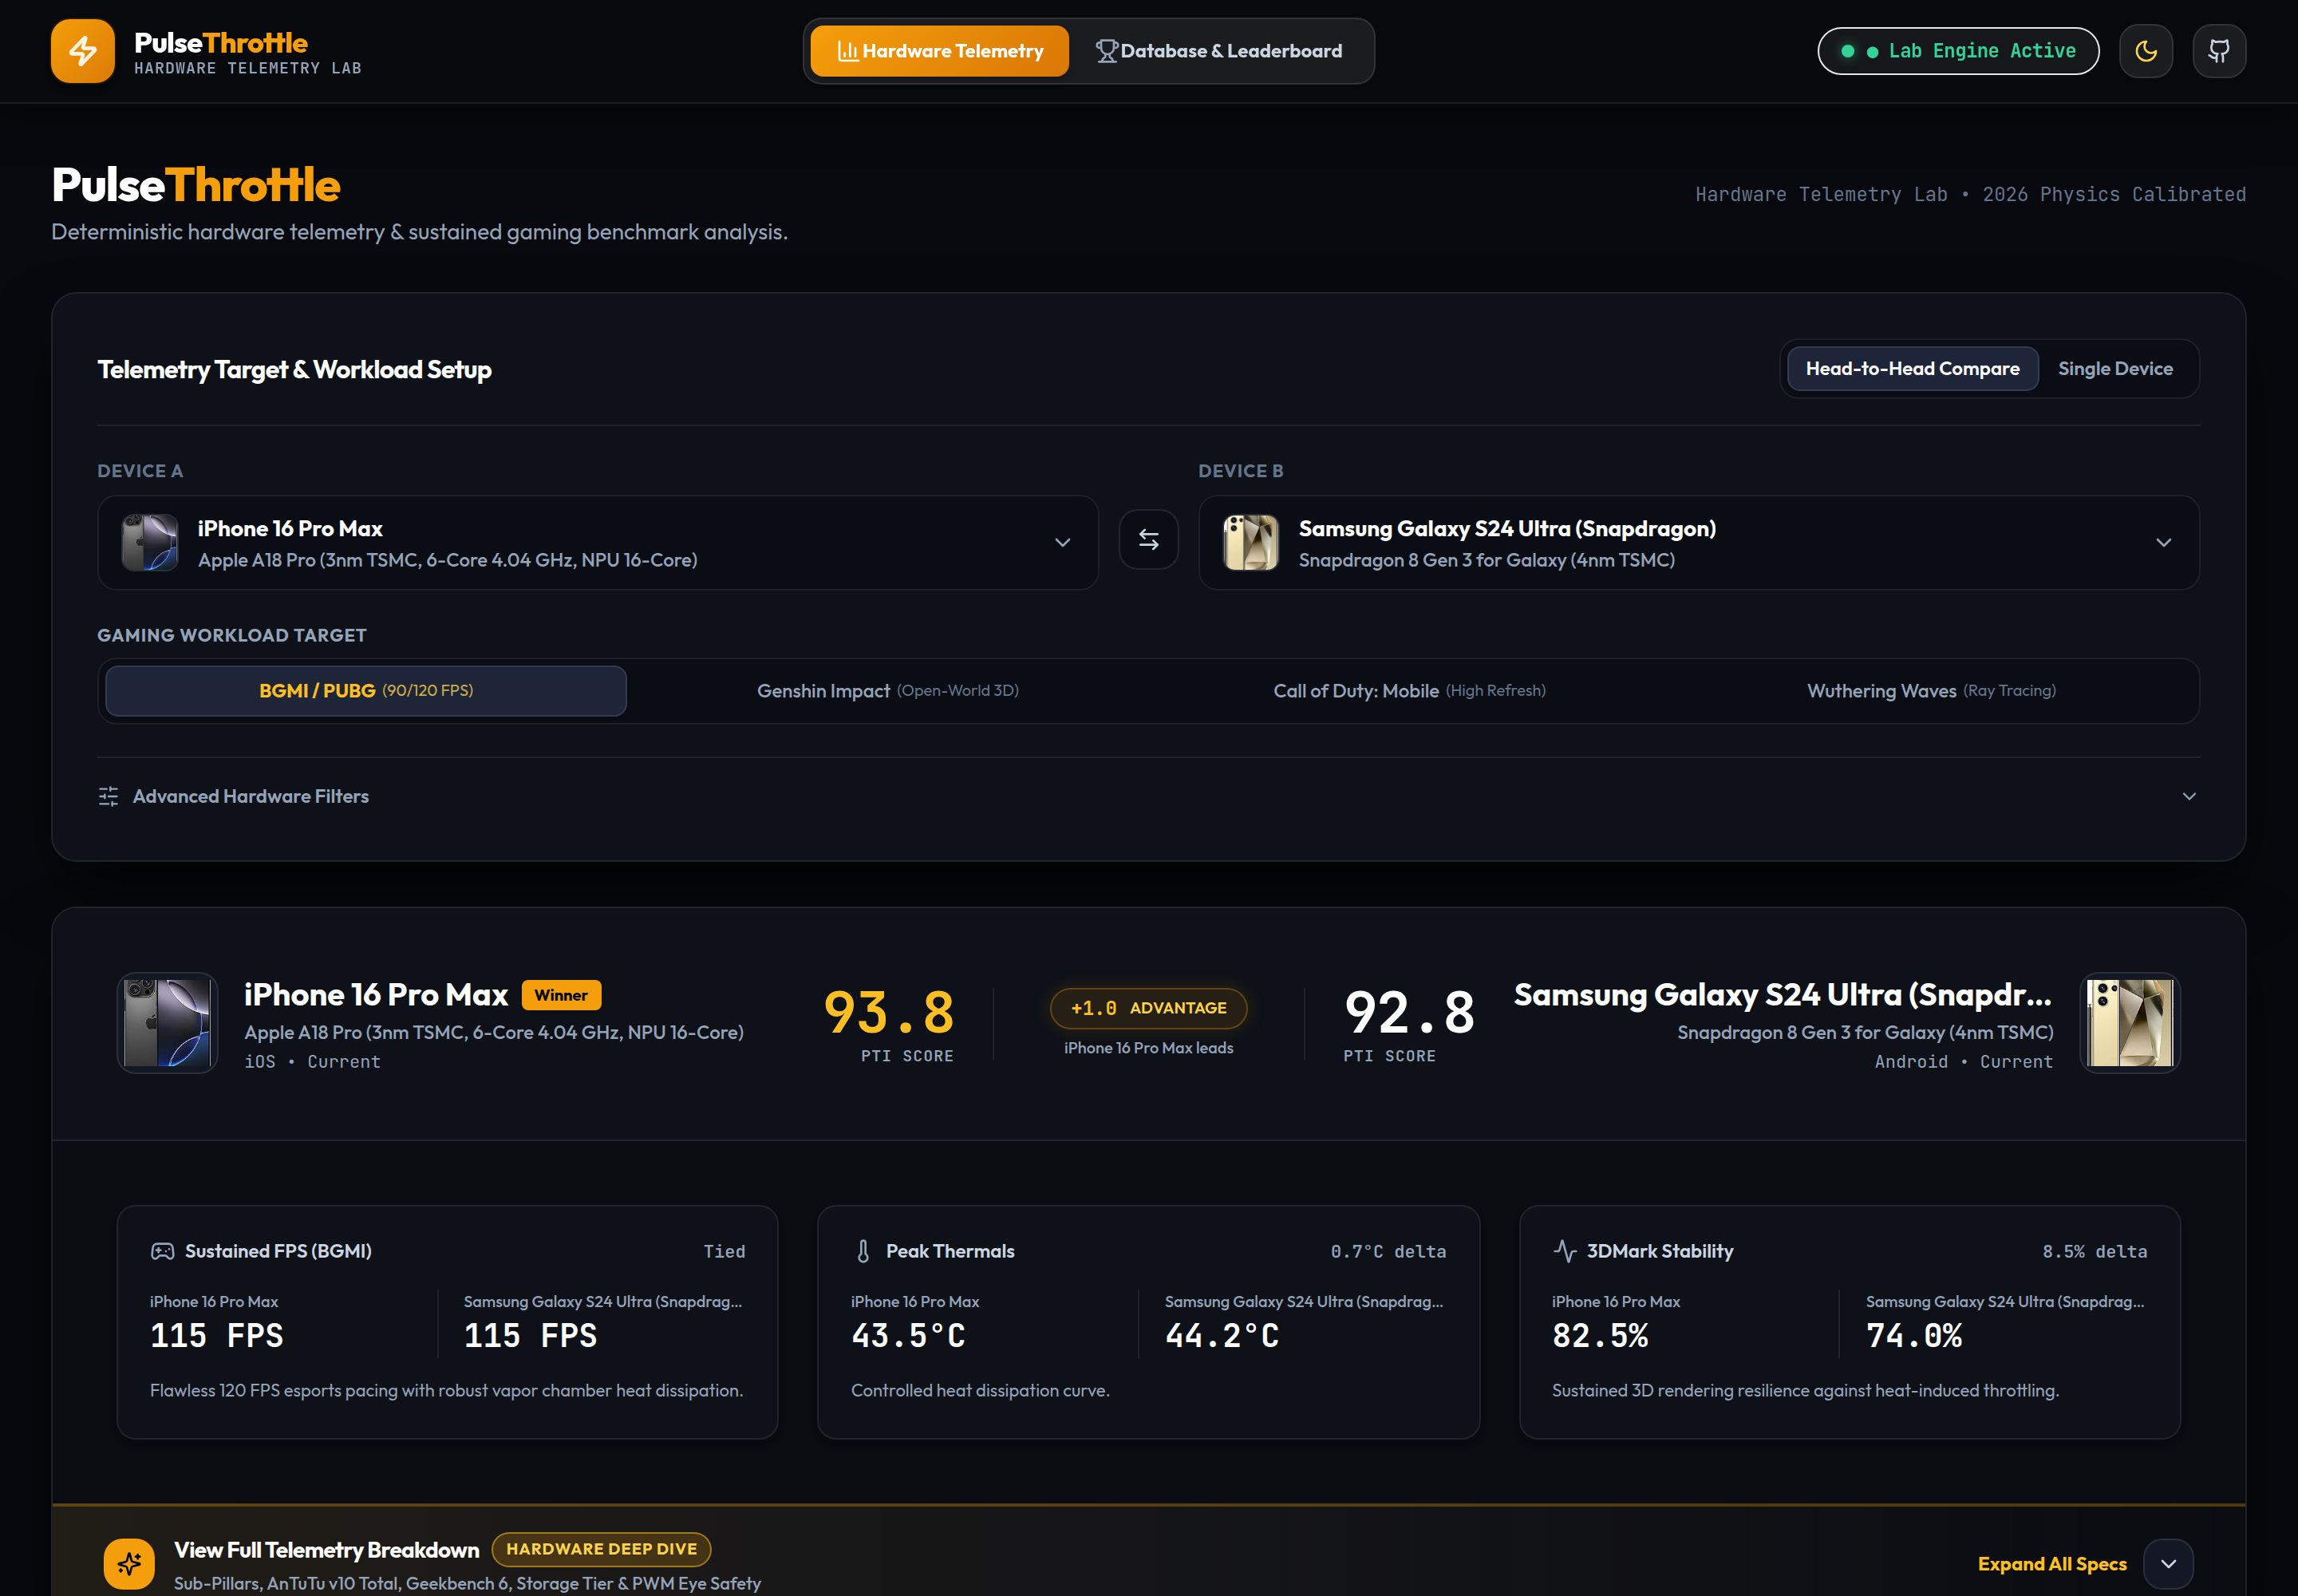 PulseThrottle
HARDWARE TELEMETRY LAB
Hardware Telemetry
Database & Leaderboard
● Lab Engine Active
PulseThrottle
Deterministic hardware telemetry & sustained gaming benchmark analysis.
Hardware Telemetry Lab • 2026 Physics Calibrated
Telemetry Target & Workload Setup
Head-to-Head Compare
Single Device
DEVICE A
iPhone 16 Pro Max
Apple A18 Pro (3nm TSMC, 6-Core 4.04 GHz, NPU 16-Core)
DEVICE B
Samsung Galaxy S24 Ultra (Snapdragon)
Snapdragon 8 Gen 3 for Galaxy (4nm TSMC)
GAMING WORKLOAD TARGET
BGMI / PUBG (90/120 FPS)
Genshin Impact (Open-World 3D)
Call of Duty: Mobile (High Refresh)
Wuthering Waves (Ray Tracing)
Advanced Hardware Filters
iPhone 16 Pro Max Winner
Apple A18 Pro (3nm TSMC, 6-Core 4.04 GHz, NPU 16-Core)
iOS • Current
93.8
PTI SCORE
+1.0 ADVANTAGE
iPhone 16 Pro Max leads
92.8
PTI SCORE
Samsung Galaxy S24 Ultra (Snapdr...
Snapdragon 8 Gen 3 for Galaxy (4nm TSMC)
Android • Current
Sustained FPS (BGMI)
Tied
iPhone 16 Pro Max
115 FPS
Samsung Galaxy S24 Ultra (Snapdrag...
115 FPS
Flawless 120 FPS esports pacing with robust vapor chamber heat dissipation.
Peak Thermals
0.7°C delta
iPhone 16 Pro Max
43.5°C
Samsung Galaxy S24 Ultra (Snapdrag...
44.2°C
Controlled heat dissipation curve.
3DMark Stability
8.5% delta
iPhone 16 Pro Max
82.5%
Samsung Galaxy S24 Ultra (Snapdrag...
74.0%
Sustained 3D rendering resilience against heat-induced throttling.
View Full Telemetry Breakdown
HARDWARE DEEP DIVE
Sub-Pillars, AnTuTu v10 Total, Geekbench 6, Storage Tier & PWM Eye Safety
Expand All Specs